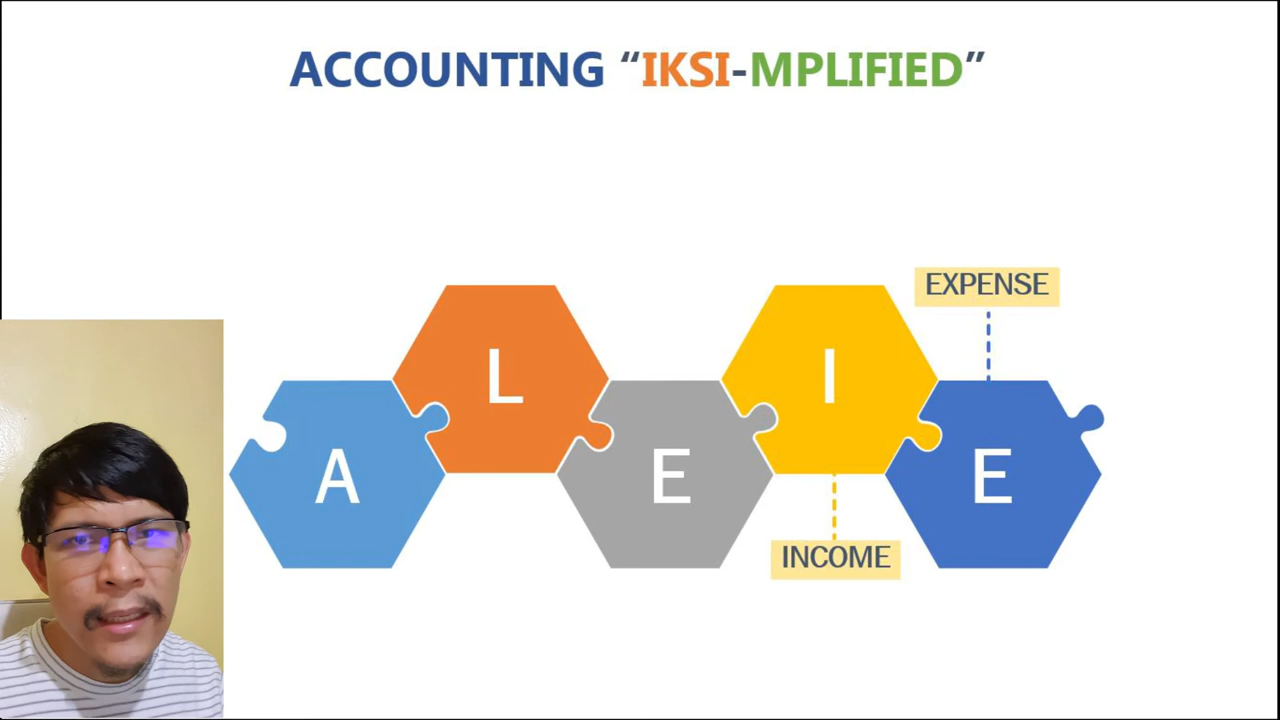 ACCOUNTING “IKSI-MPLIFIED”
EXPENSE
L
I
A
E
E
INCOME